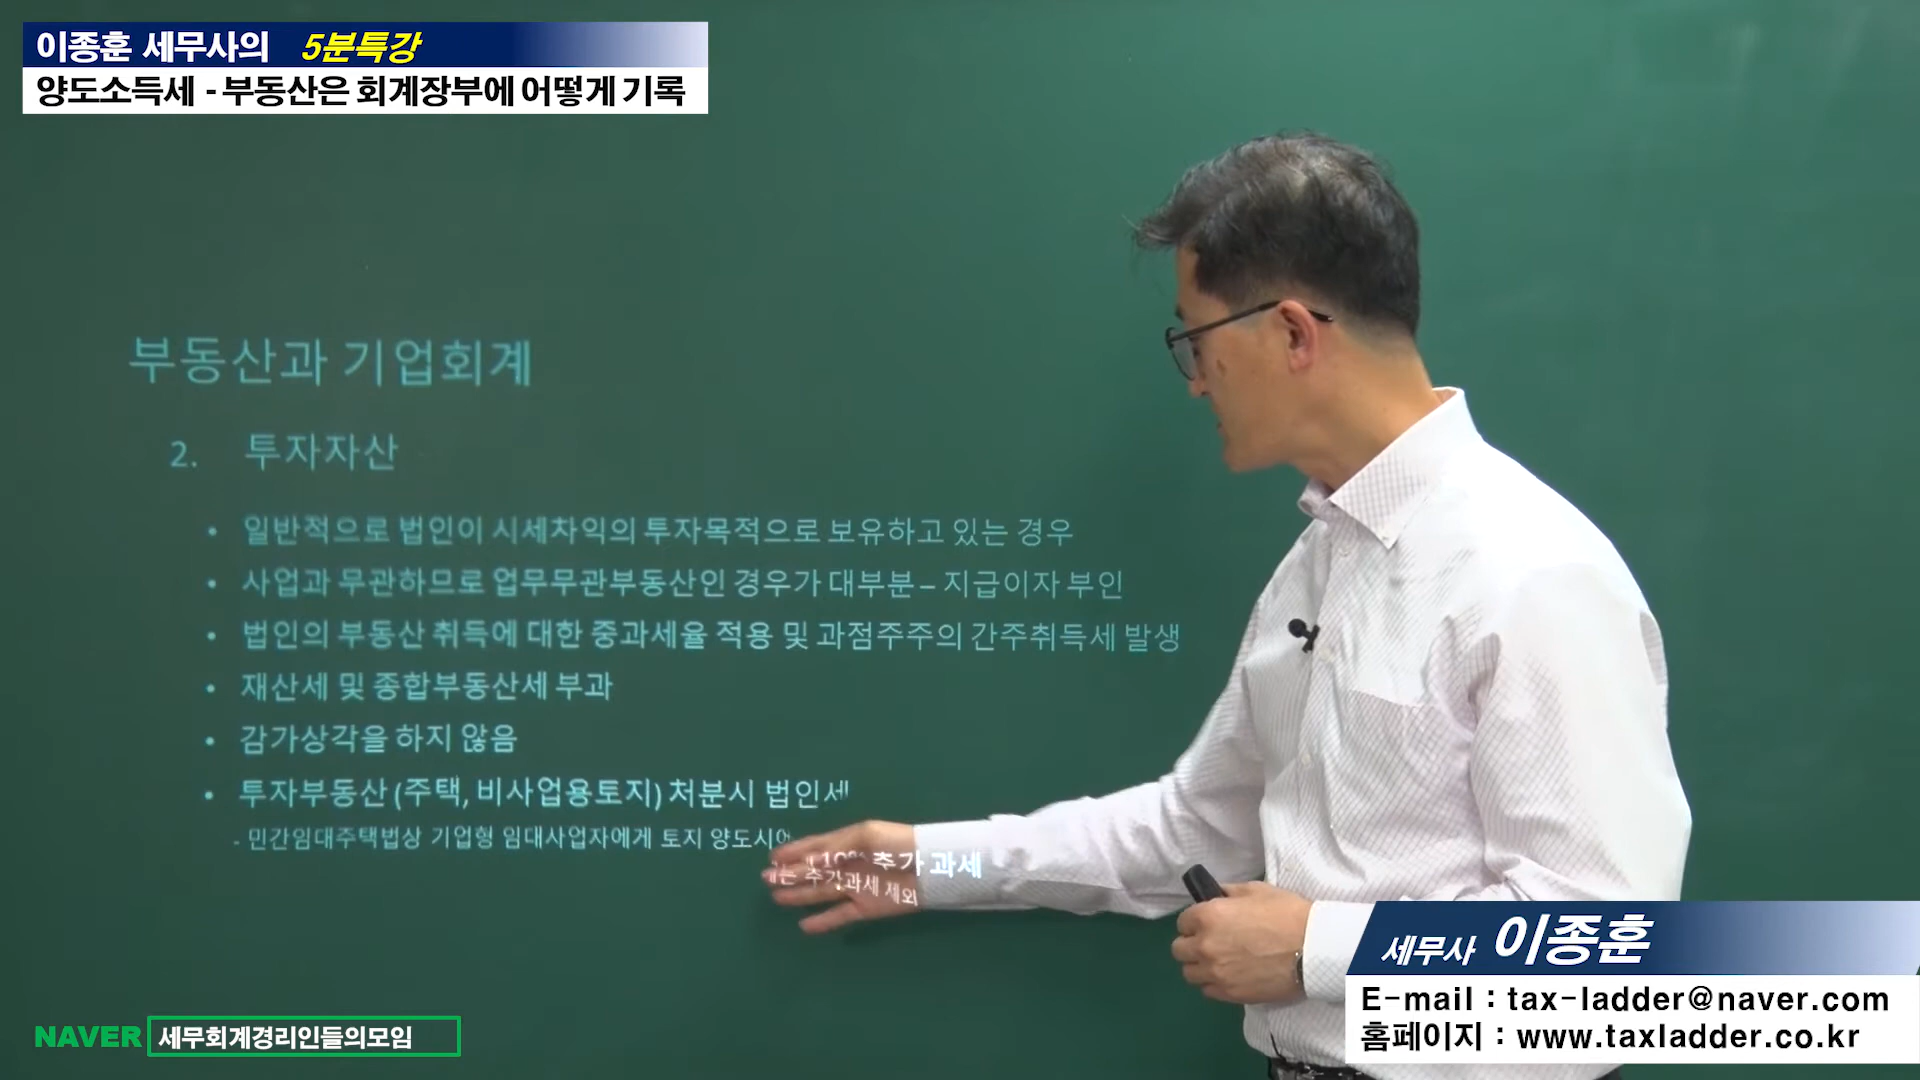 이종훈 세무사의 5분특강
양도소득세 - 부동산은 회계장부에 어떻게 기록
부동산과 기업회계
2. 투자자산
• 일반적으로 법인이 시세차익의 투자목적으로 보유하고 있는 경우
• 사업과 무관하므로 업무무관부동산인 경우가 대부분 – 지급이자 부인
• 법인의 부동산 취득에 대한 중과세율 적용 및 과점주주의 간주취득세 발생
• 재산세 및 종합부동산세 부과
• 감가상각을 하지 않음
• 투자부동산 (주택, 비사업용토지) 처분시 법인세 10% 추가 과세
- 민간임대주택법상 기업형 임대사업자에게 토지 양도시에는 추가과세 제외
세무사 이종훈
E-mail : tax-ladder@naver.com
홈페이지 : www.taxladder.co.kr
NAVER 세무회계경리인들의모임